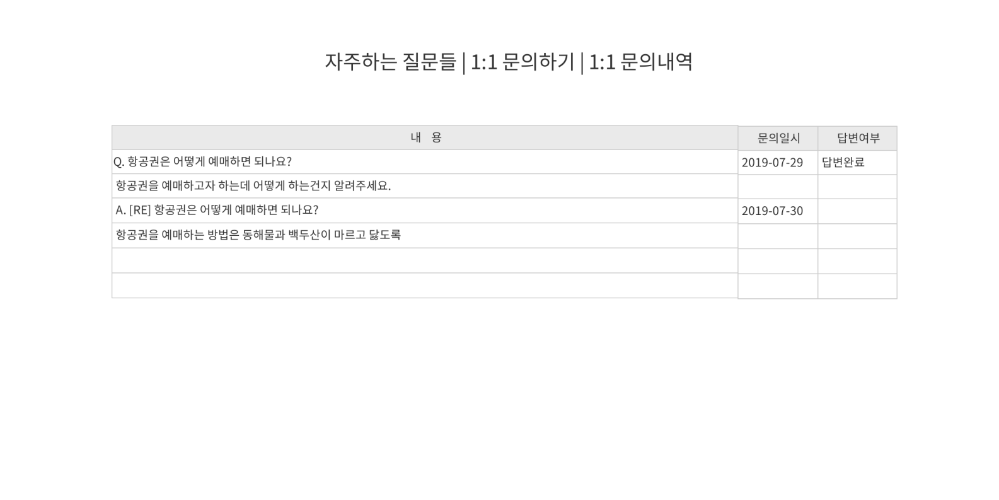 자주하는 질문들 | 1:1 문의하기 | 1:1 문의내역
내 용 문의일시 답변여부
Q. 항공권은 어떻게 예매하면 되나요? 2019-07-29 답변완료
항공권을 예매하고자 하는데 어떻게 하는건지 알려주세요.
A. [RE] 항공권은 어떻게 예매하면 되나요? 2019-07-30
항공권을 예매하는 방법은 동해물과 백두산이 마르고 닳도록